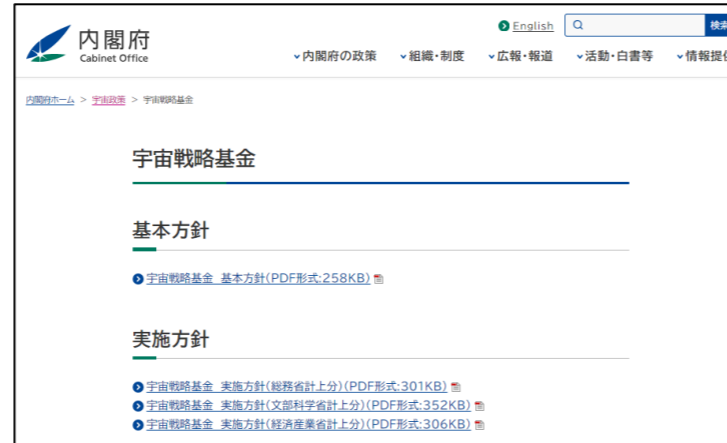 内閣府
Cabinet Office
English
検索
内閣府の政策 組織・制度 広報・報道 活動・白書等 情報提供
内閣府ホーム > 宇宙政策 > 宇宙戦略基金
宇宙戦略基金
基本方針
宇宙戦略基金 基本方針(PDF形式:258KB)
実施方針
宇宙戦略基金 実施方針(総務省計上分)(PDF形式:301KB)
宇宙戦略基金 実施方針(文部科学省計上分)(PDF形式:352KB)
宇宙戦略基金 実施方針(経済産業省計上分)(PDF形式:306KB)